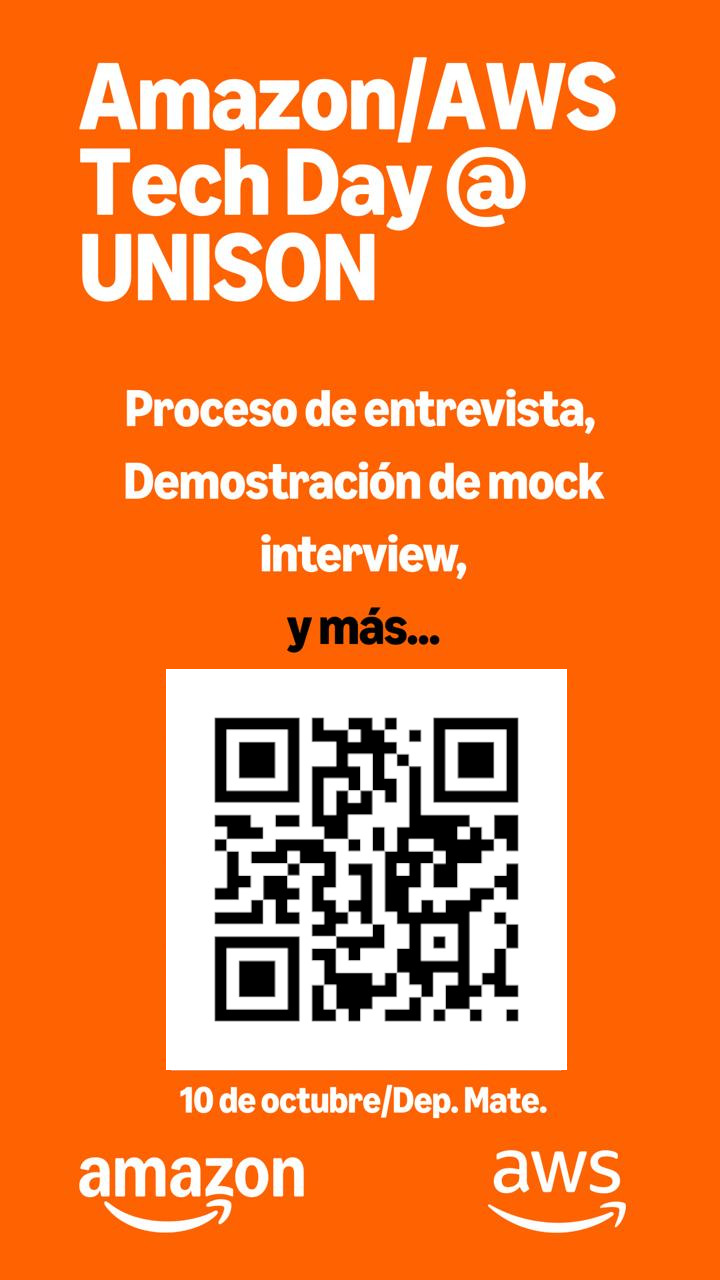 Amazon/AWS
Tech Day @
UNISON
Proceso de entrevista,
Demostración de mock
interview,
y más...
10 de octubre/Dep. Mate.
amazon
aws